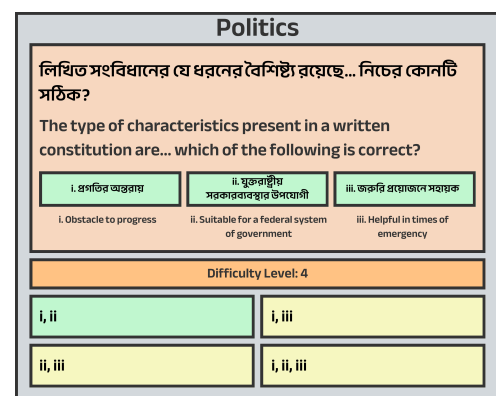 Politics
লিখিত সংবিধানের যে ধরনের বৈশিষ্ট্য রয়েছে... নিচের কোনটি
সঠিক?
The type of characteristics present in a written
constitution are... which of the following is correct?
i. প্রগতির অন্তরায়
ii. যুক্তরাষ্ট্রীয়
সরকারব্যবস্থার উপযোগী
iii. জরুরি প্রয়োজনে সহায়ক
i. Obstacle to progress
ii. Suitable for a federal system
of government
iii. Helpful in times of
emergency
Difficulty Level: 4
i, ii
i, iii
ii, iii
i, ii, iii